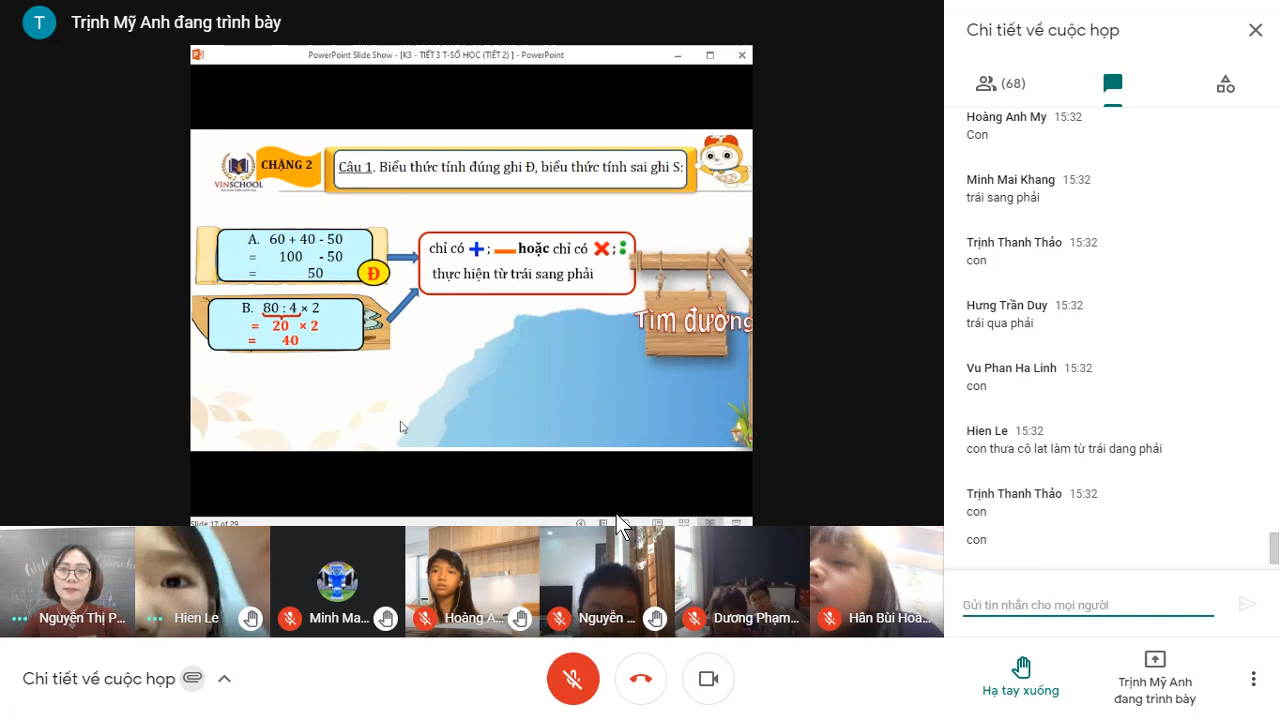 T
Trịnh Mỹ Anh đang trình bày
PowerPoint Slide Show - [K3 - TIẾT 3 T-SỐ HỌC (TIẾT 2) ] - PowerPoint
VINSCHOOL
CHẶNG 2
Câu 1. Biểu thức tính đúng ghi Đ, biểu thức tính sai ghi S:
A. 60 + 40 - 50
= 100 - 50
= 50
Đ
B. 80 : 4 × 2
= 20 × 2
= 40
chỉ có + ; − hoặc chỉ có × ; :
thực hiện từ trái sang phải
Tìm đường
Slide 17 of 29
Nguyễn Thị P...
Hien Le
Minh Ma...
Hoàng A...
Nguyễn ...
Dương Phạm...
Hân Bùi Hoà...
Chi tiết về cuộc họp
Chi tiết về cuộc họp
(68)
Hoàng Anh My 15:32
Con
Minh Mai Khang 15:32
trái sang phải
Trịnh Thanh Thảo 15:32
con
Hưng Trần Duy 15:32
trái qua phải
Vu Phan Ha Linh 15:32
con
Hien Le 15:32
con thưa cô lat làm từ trái dang phải
Trịnh Thanh Thảo 15:32
con
con
Gửi tin nhắn cho mọi người
Hạ tay xuống
Trịnh Mỹ Anh
đang trình bày